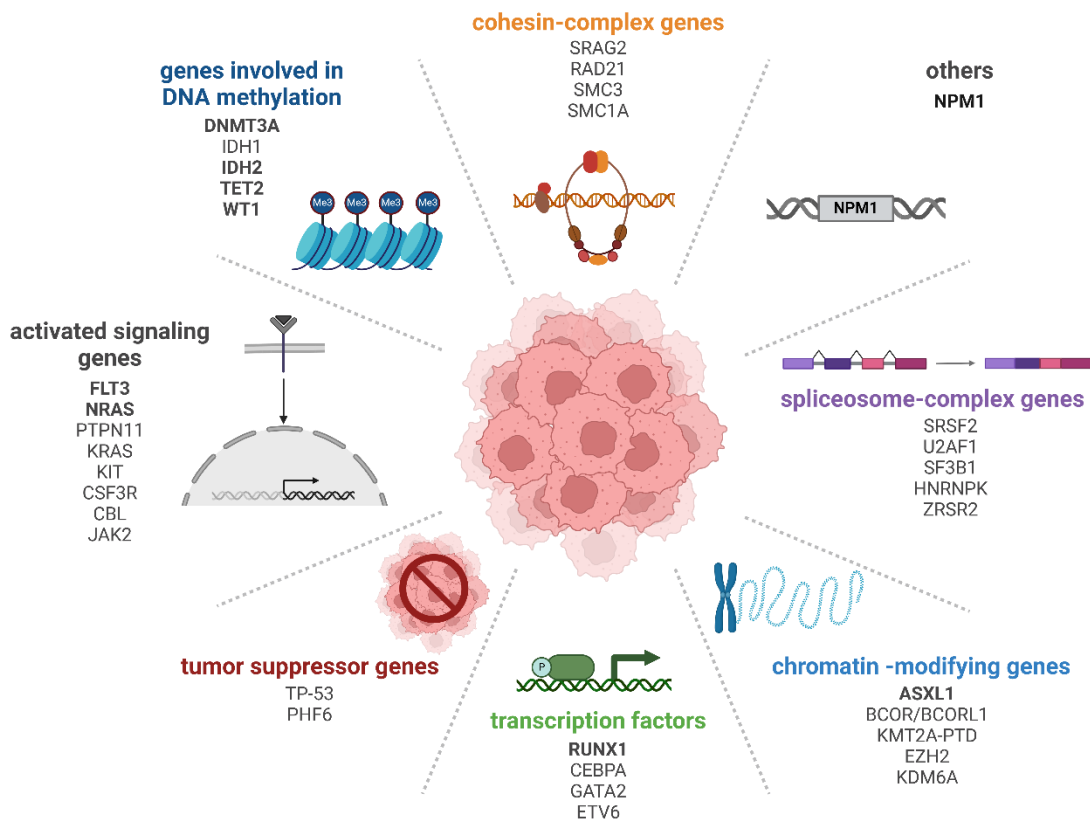 cohesin-complex genes
SRAG2
RAD21
SMC3
SMC1A
genes involved in
DNA methylation
DNMT3A
IDH1
IDH2
TET2
WT1
Me3 Me3 Me3 Me3
others
NPM1
NPM1
activated signaling
genes
FLT3
NRAS
PTPN11
KRAS
KIT
CSF3R
CBL
JAK2
spliceosome-complex genes
SRSF2
U2AF1
SF3B1
HNRNPK
ZRSR2
tumor suppressor genes
TP-53
PHF6
P
transcription factors
RUNX1
CEBPA
GATA2
ETV6
chromatin -modifying genes
ASXL1
BCOR/BCORL1
KMT2A-PTD
EZH2
KDM6A